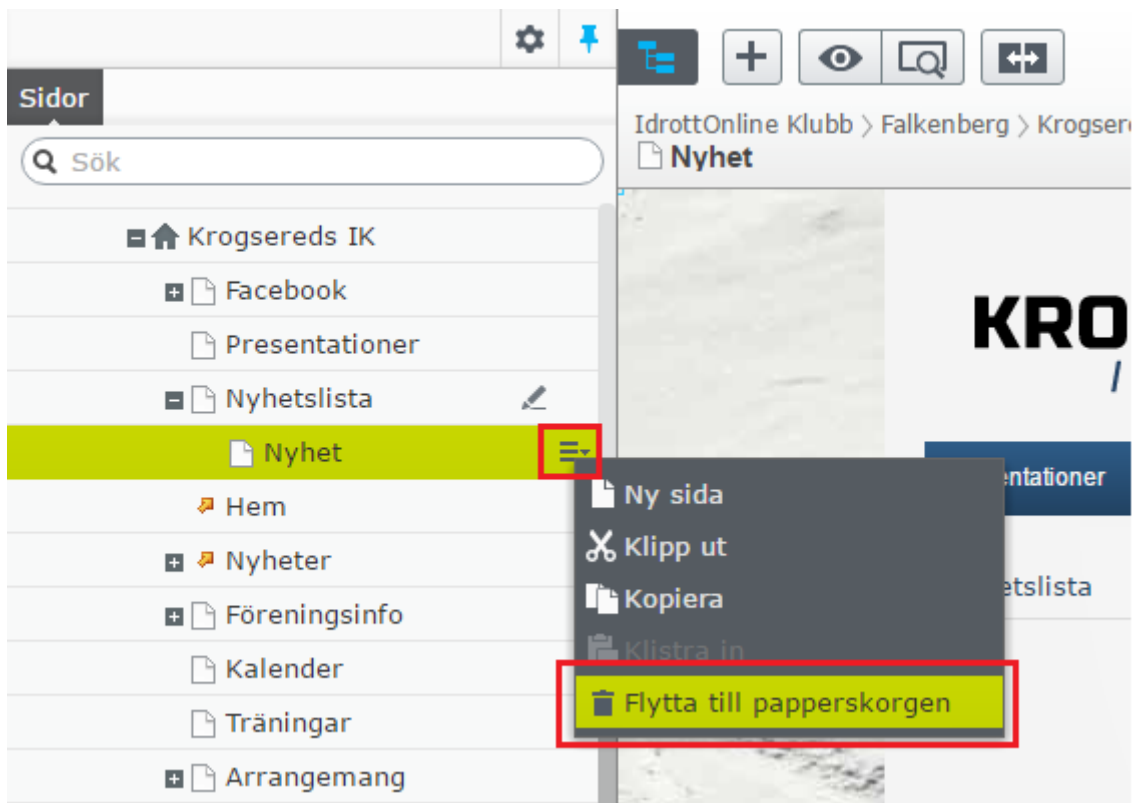 Sidor
Sök
Krogsereds IK
Facebook
Presentationer
Nyhetslista
Nyhet
Hem
Nyheter
Föreningsinfo
Kalender
Träningar
Arrangemang
Ny sida
Klipp ut
Kopiera
Klistra in
Flytta till papperskorgen
IdrottOnline Klubb > Falkenberg > Krogser
Nyhet
KRO
I
entationer
etslista